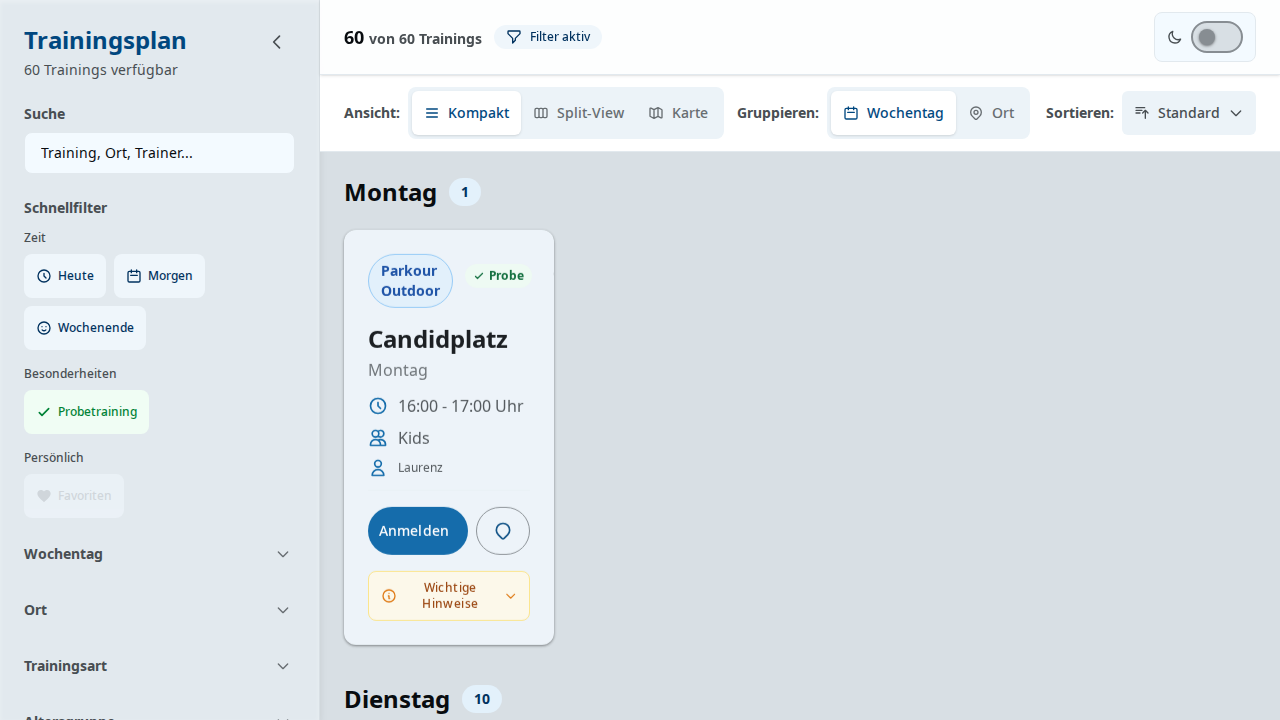 Trainingsplan
60 Trainings verfügbar
Suche
Training, Ort, Trainer...
Schnellfilter
Zeit
Heute
Morgen
Wochenende
Besonderheiten
Probetraining
Persönlich
Favoriten
Wochentag
Ort
Trainingsart
Altersgruppe
60 von 60 Trainings
Filter aktiv
Ansicht:
Kompakt
Split-View
Karte
Gruppieren:
Wochentag
Ort
Sortieren:
Standard
Montag 1
Parkour
Outdoor
Probe
Candidplatz
Montag
16:00 - 17:00 Uhr
Kids
Laurenz
Anmelden
Wichtige
Hinweise
Dienstag 10